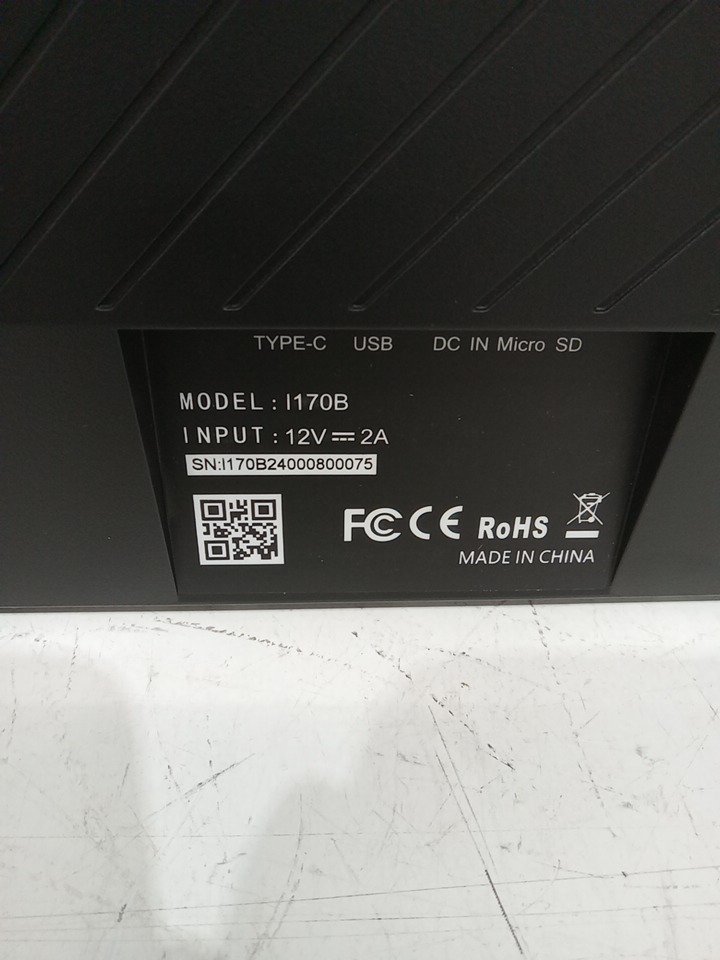 TYPE-C USB DC IN Micro SD
MODEL: I170B
INPUT: 12V⎓2A
SN:I170B24000800075
FC CE RoHS
MADE IN CHINA